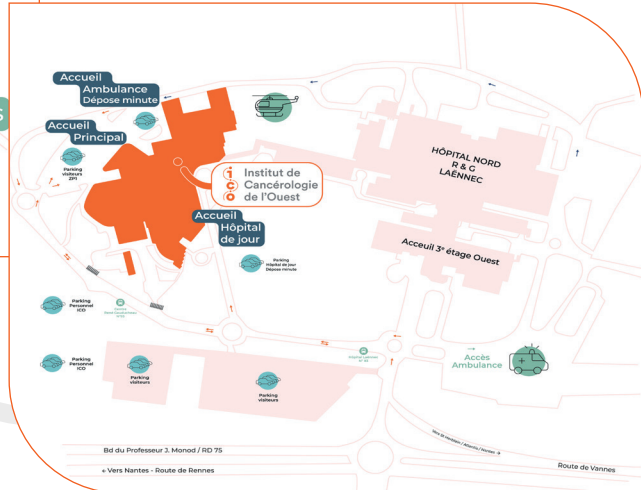 S
Accueil
Ambulance
Dépose minute
Accueil
Principal
Parking
visiteurs
ZP1
ico
Institut de
Cancérologie
de l'Ouest
Accueil
Hôpital
de jour
Parking
Hôpital de jour
Dépose minute
HÔPITAL NORD
R & G
LAËNNEC
Acceuil 3e étage Ouest
Parking
Personnel
ICO
Parking
Personnel
ICO
Parking
visiteurs
Parking
visiteurs
Accès
Ambulance
Bd du Professeur J. Monod / RD 75
← Vers Nantes - Route de Rennes
Route de Vannes